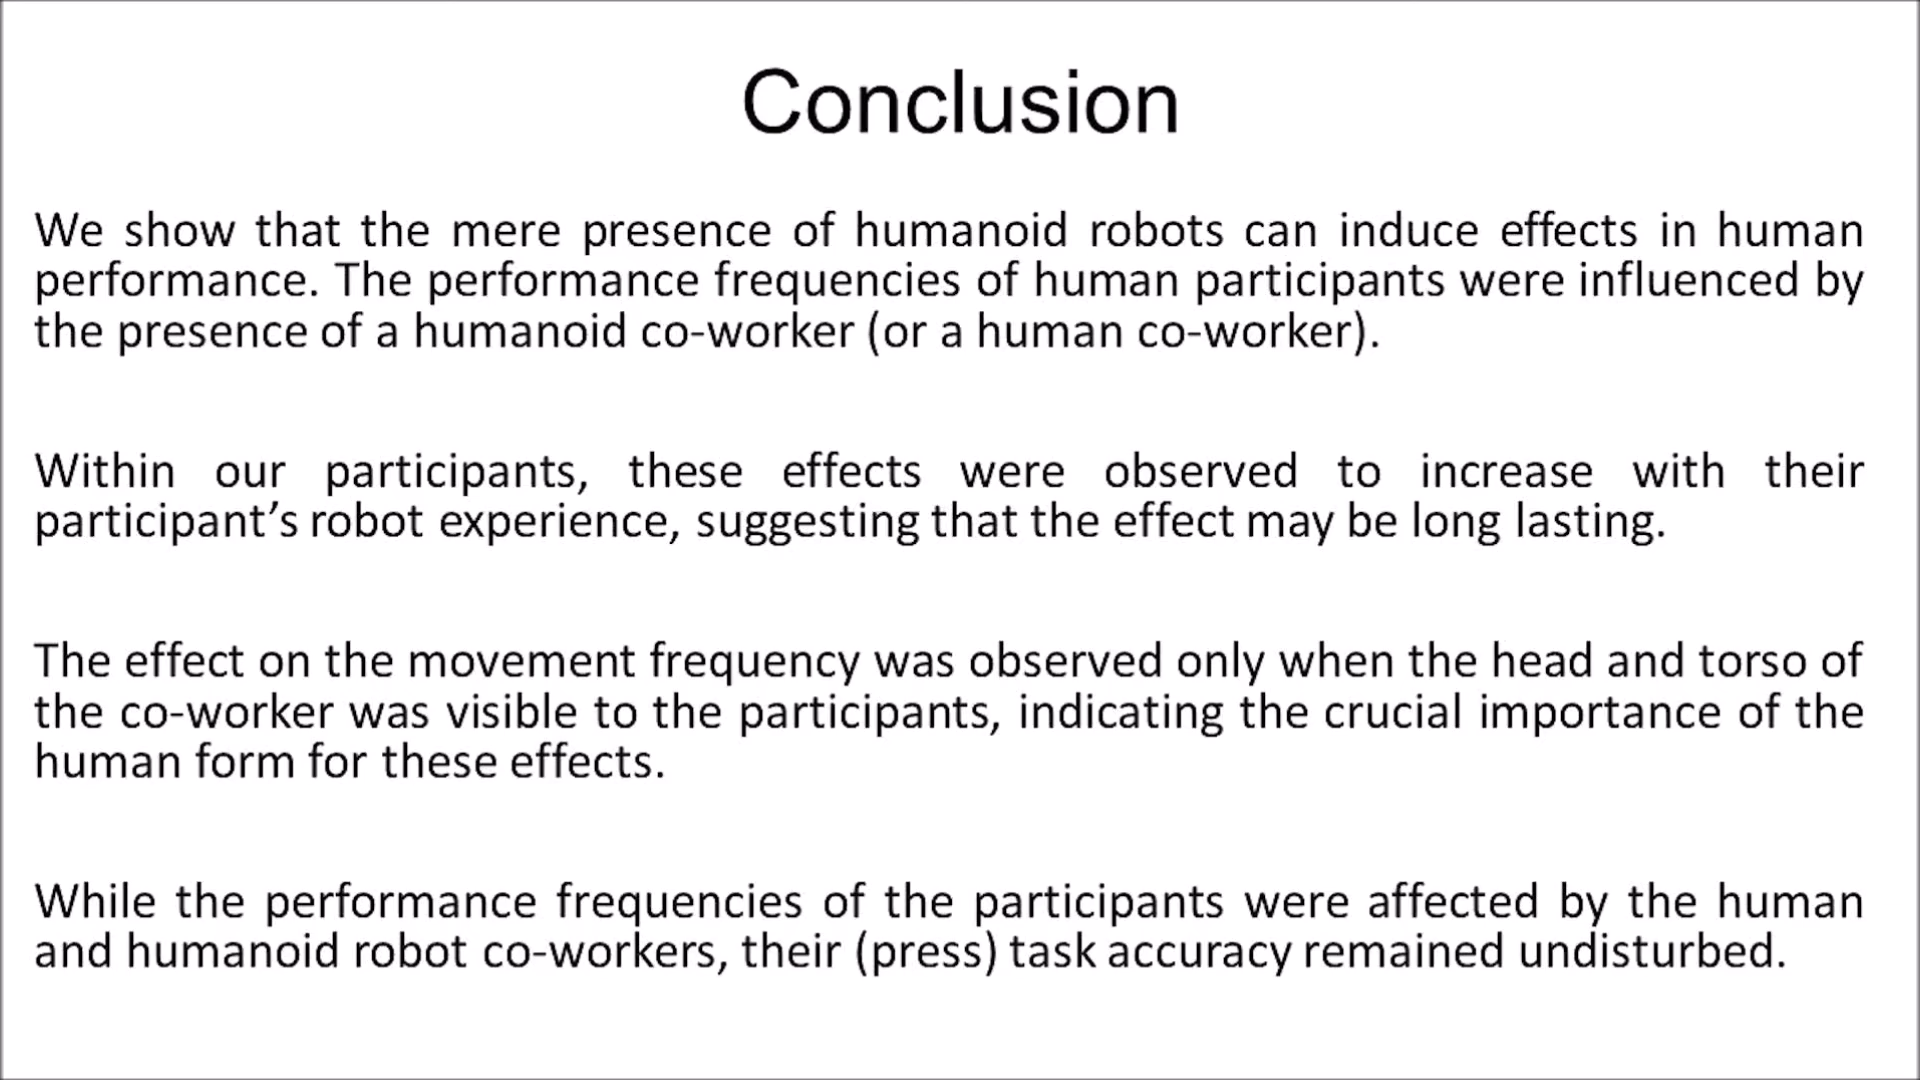 Conclusion
We show that the mere presence of humanoid robots can induce effects in human
performance. The performance frequencies of human participants were influenced by
the presence of a humanoid co-worker (or a human co-worker).
Within our participants, these effects were observed to increase with their
participant’s robot experience, suggesting that the effect may be long lasting.
The effect on the movement frequency was observed only when the head and torso of
the co-worker was visible to the participants, indicating the crucial importance of the
human form for these effects.
While the performance frequencies of the participants were affected by the human
and humanoid robot co-workers, their (press) task accuracy remained undisturbed.